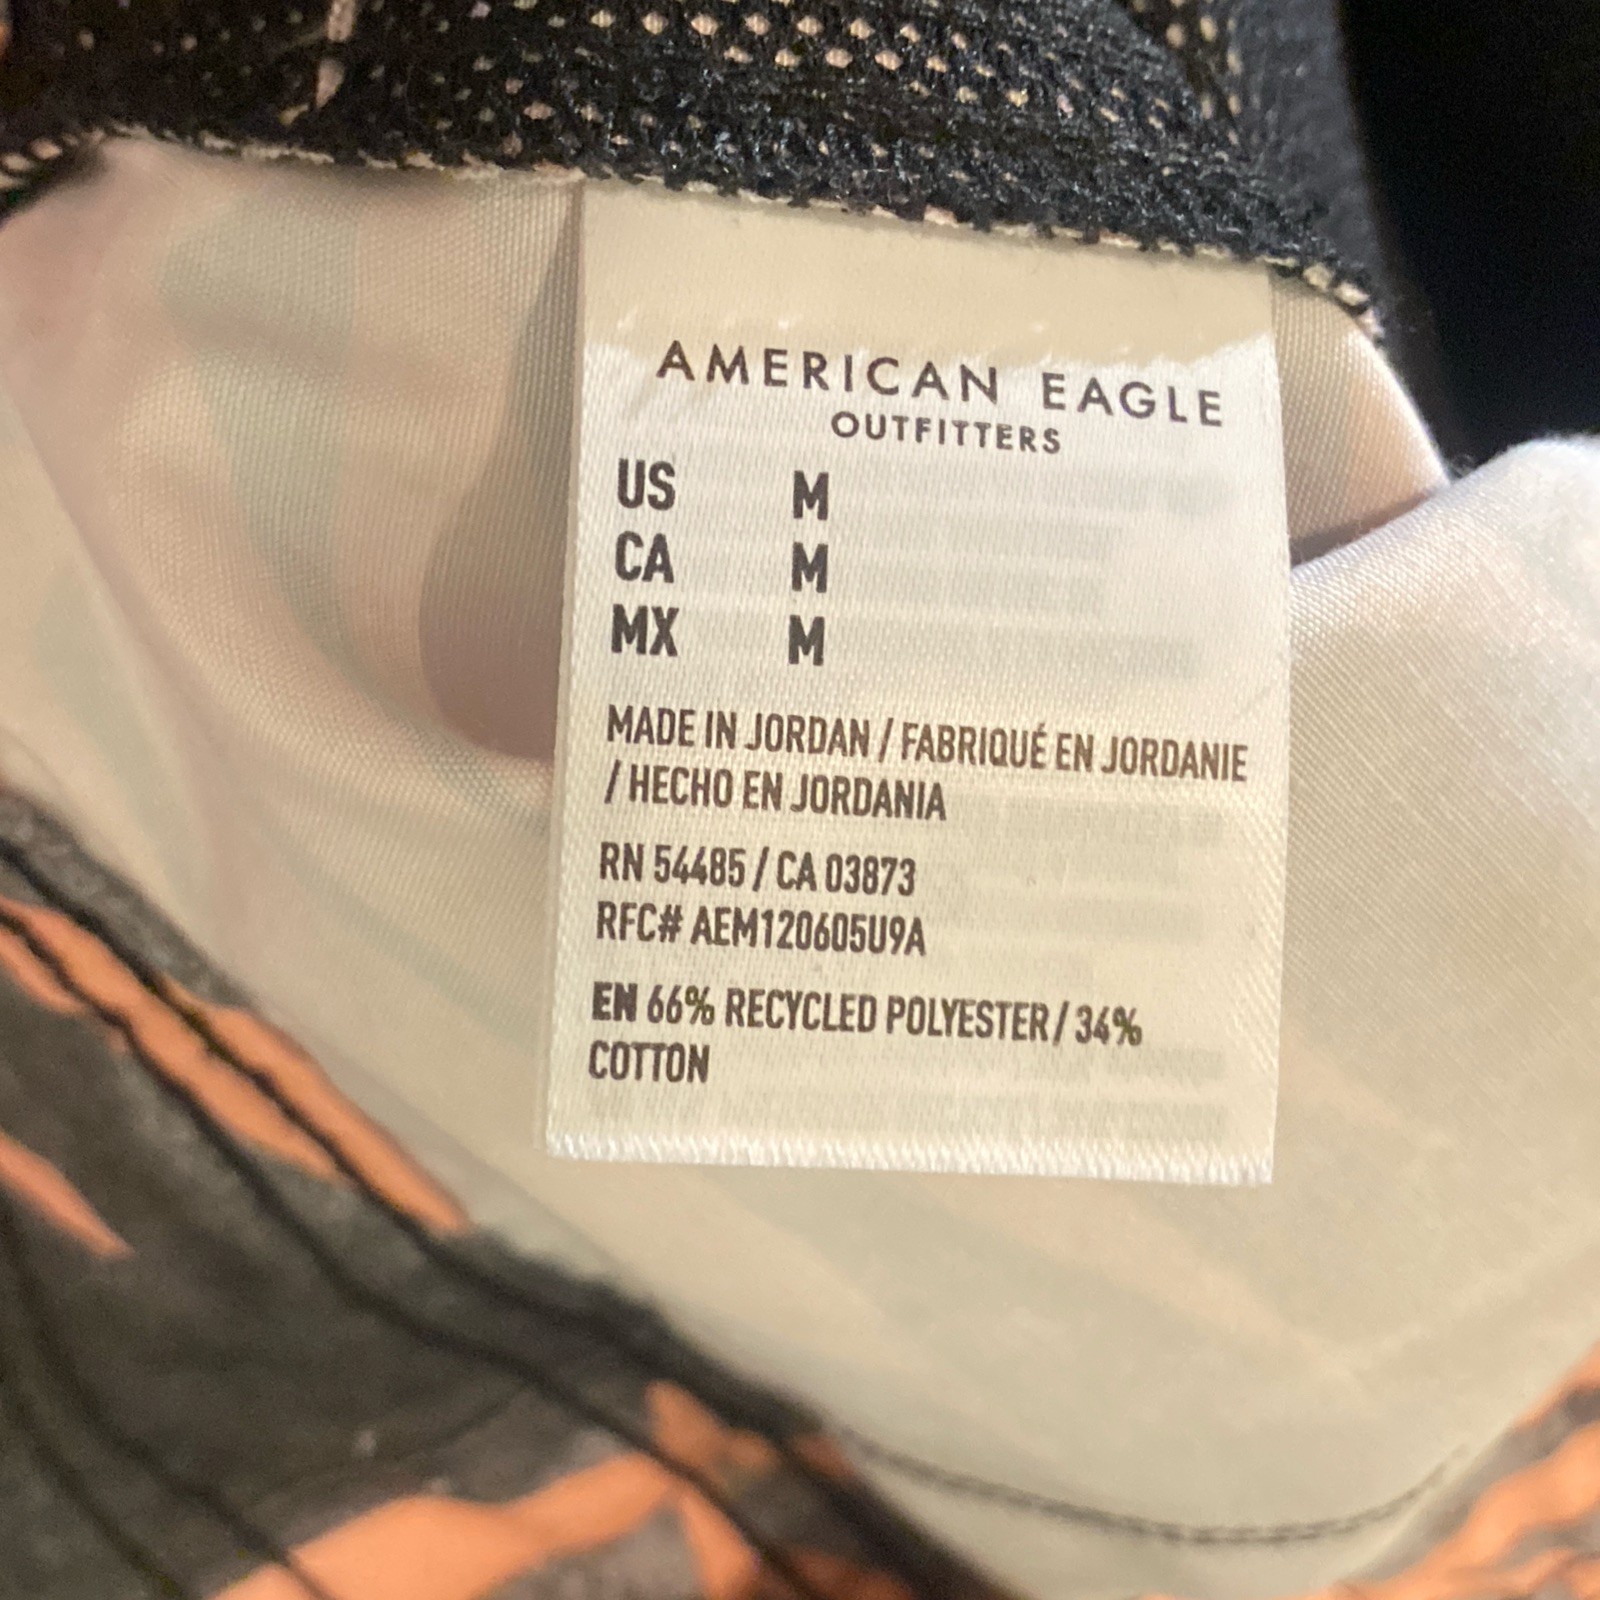 AMERICAN EAGLE
OUTFITTERS
US M
CA M
MX M
MADE IN JORDAN / FABRIQUÉ EN JORDANIE
/ HECHO EN JORDANIA
RN 54485 / CA 03873
RFC# AEM120605U9A
EN 66% RECYCLED POLYESTER / 34%
COTTON